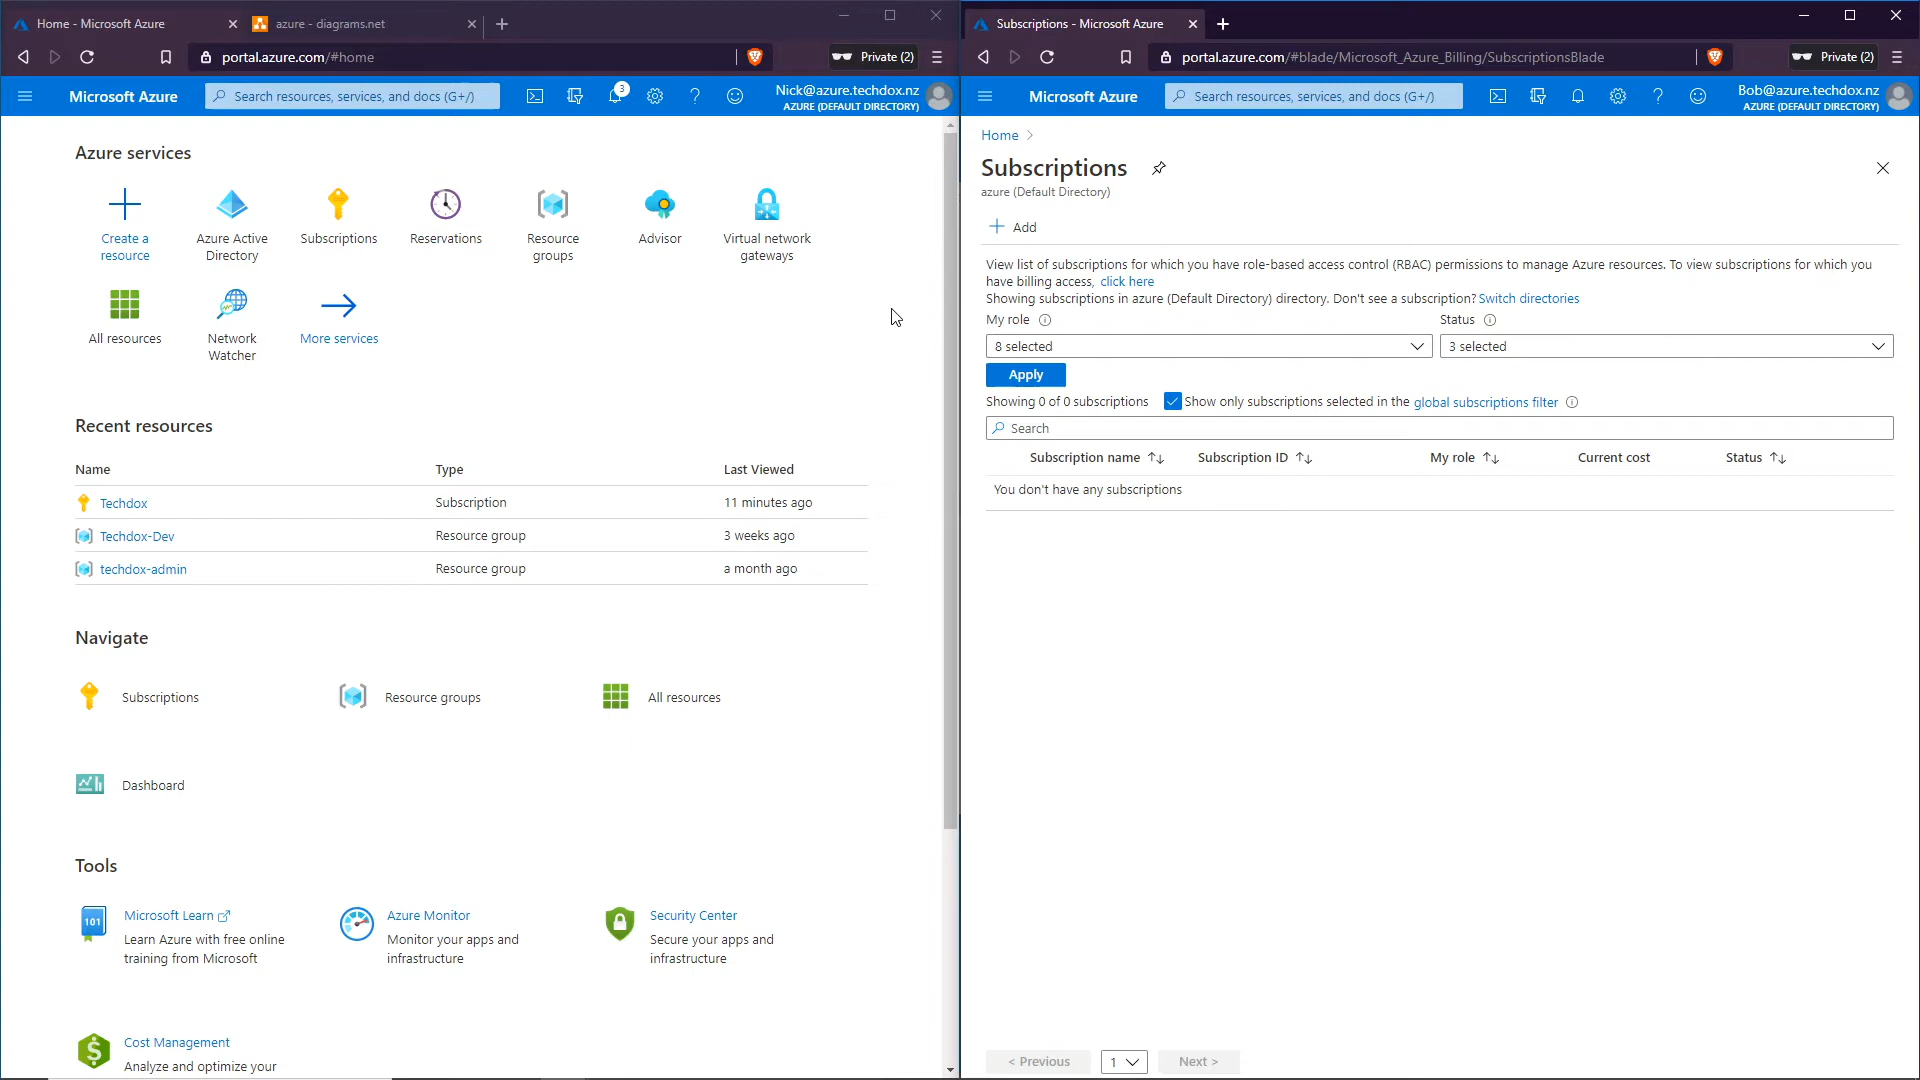 Home - Microsoft Azure
azure - diagrams.net
portal.azure.com/#home
Private (2)
Microsoft Azure
Search resources, services, and docs (G+/)
3
Nick@azure.techdox.nz
AZURE (DEFAULT DIRECTORY)
Azure services
Create a
resource
Azure Active
Directory
Subscriptions
Reservations
Resource
groups
Advisor
Virtual network
gateways
All resources
Network
Watcher
More services
Recent resources
Name Type Last Viewed
Techdox Subscription 11 minutes ago
Techdox-Dev Resource group 3 weeks ago
techdox-admin Resource group a month ago
Navigate
Subscriptions
Resource groups
All resources
Dashboard
Tools
101
Microsoft Learn
Learn Azure with free online
training from Microsoft
Azure Monitor
Monitor your apps and
infrastructure
Security Center
Secure your apps and
infrastructure
$
Cost Management
Analyze and optimize your
Subscriptions - Microsoft Azure
portal.azure.com/#blade/Microsoft_Azure_Billing/SubscriptionsBlade
Private (2)
Microsoft Azure
Search resources, services, and docs (G+/)
?
Bob@azure.techdox.nz
AZURE (DEFAULT DIRECTORY)
Home >
Subscriptions
azure (Default Directory)
Add
View list of subscriptions for which you have role-based access control (RBAC) permissions to manage Azure resources. To view subscriptions for which you
have billing access, click here
Showing subscriptions in azure (Default Directory) directory. Don't see a subscription? Switch directories
My role
Status
8 selected
3 selected
Apply
Showing 0 of 0 subscriptions
Show only subscriptions selected in the global subscriptions filter
Search
Subscription name ↑↓ Subscription ID ↑↓ My role ↑↓ Current cost Status ↑↓
You don't have any subscriptions
< Previous
1
Next >